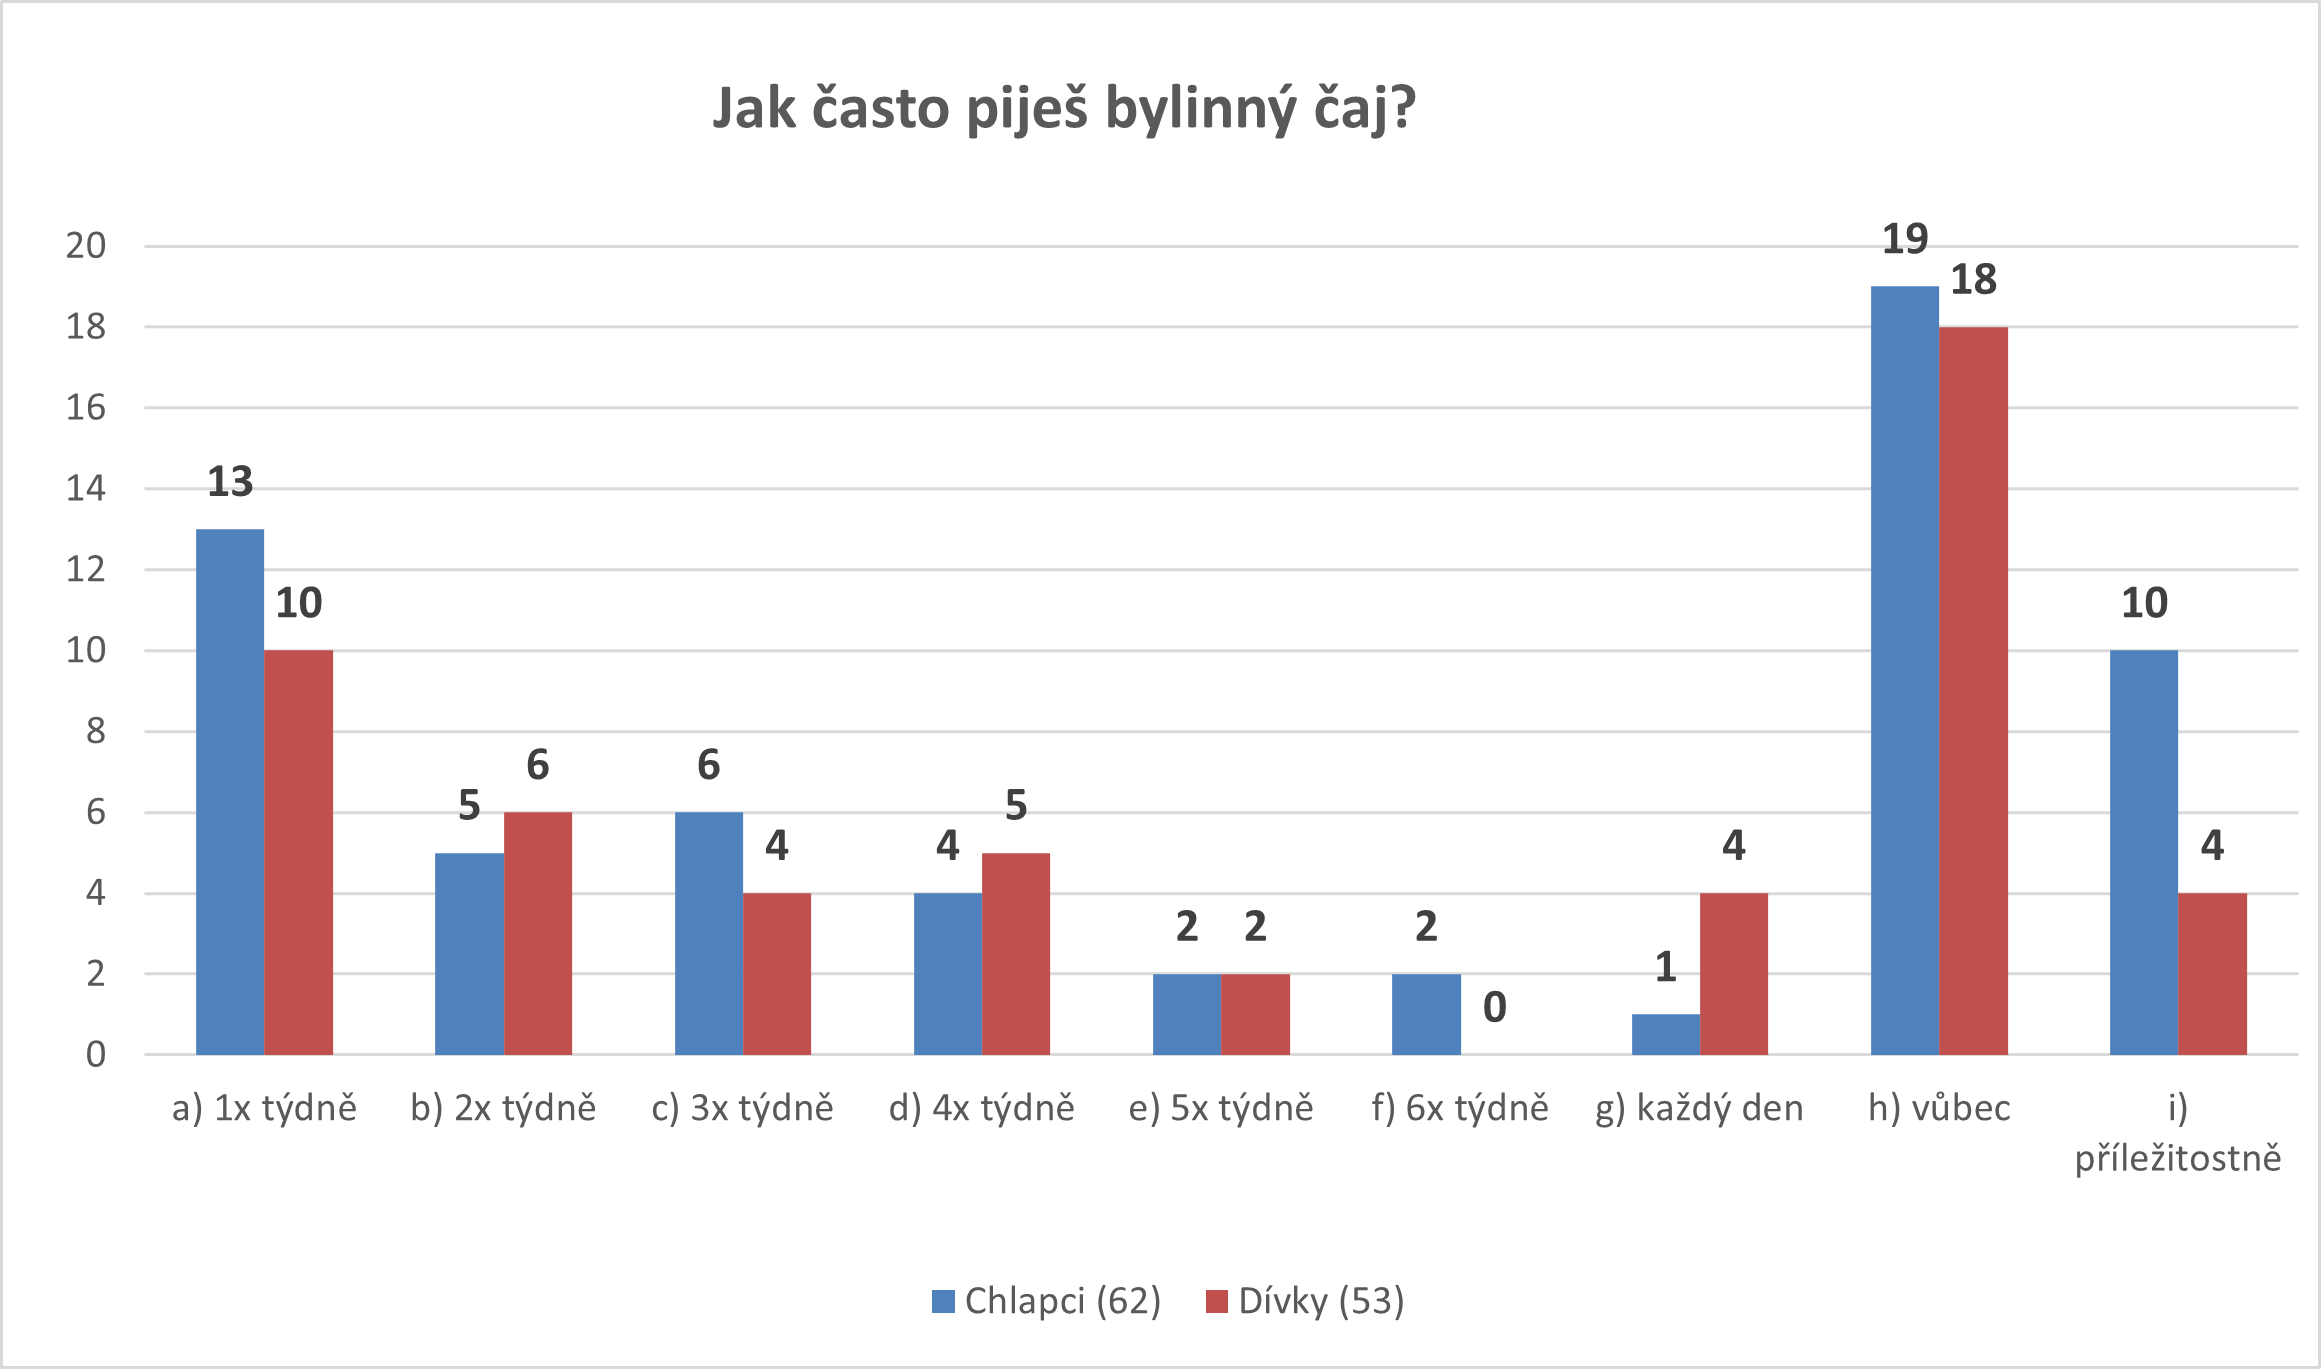 Jak často piješ bylinný čaj?
20
18
16
14
12
10
8
6
4
2
0
13
10
5
6
6
4
4
5
2
2
2
0
1
4
19
18
10
4
a) 1x týdně
b) 2x týdně
c) 3x týdně
d) 4x týdně
e) 5x týdně
f) 6x týdně
g) každý den
h) vůbec
i)
příležitostně
Chlapci (62)
Dívky (53)